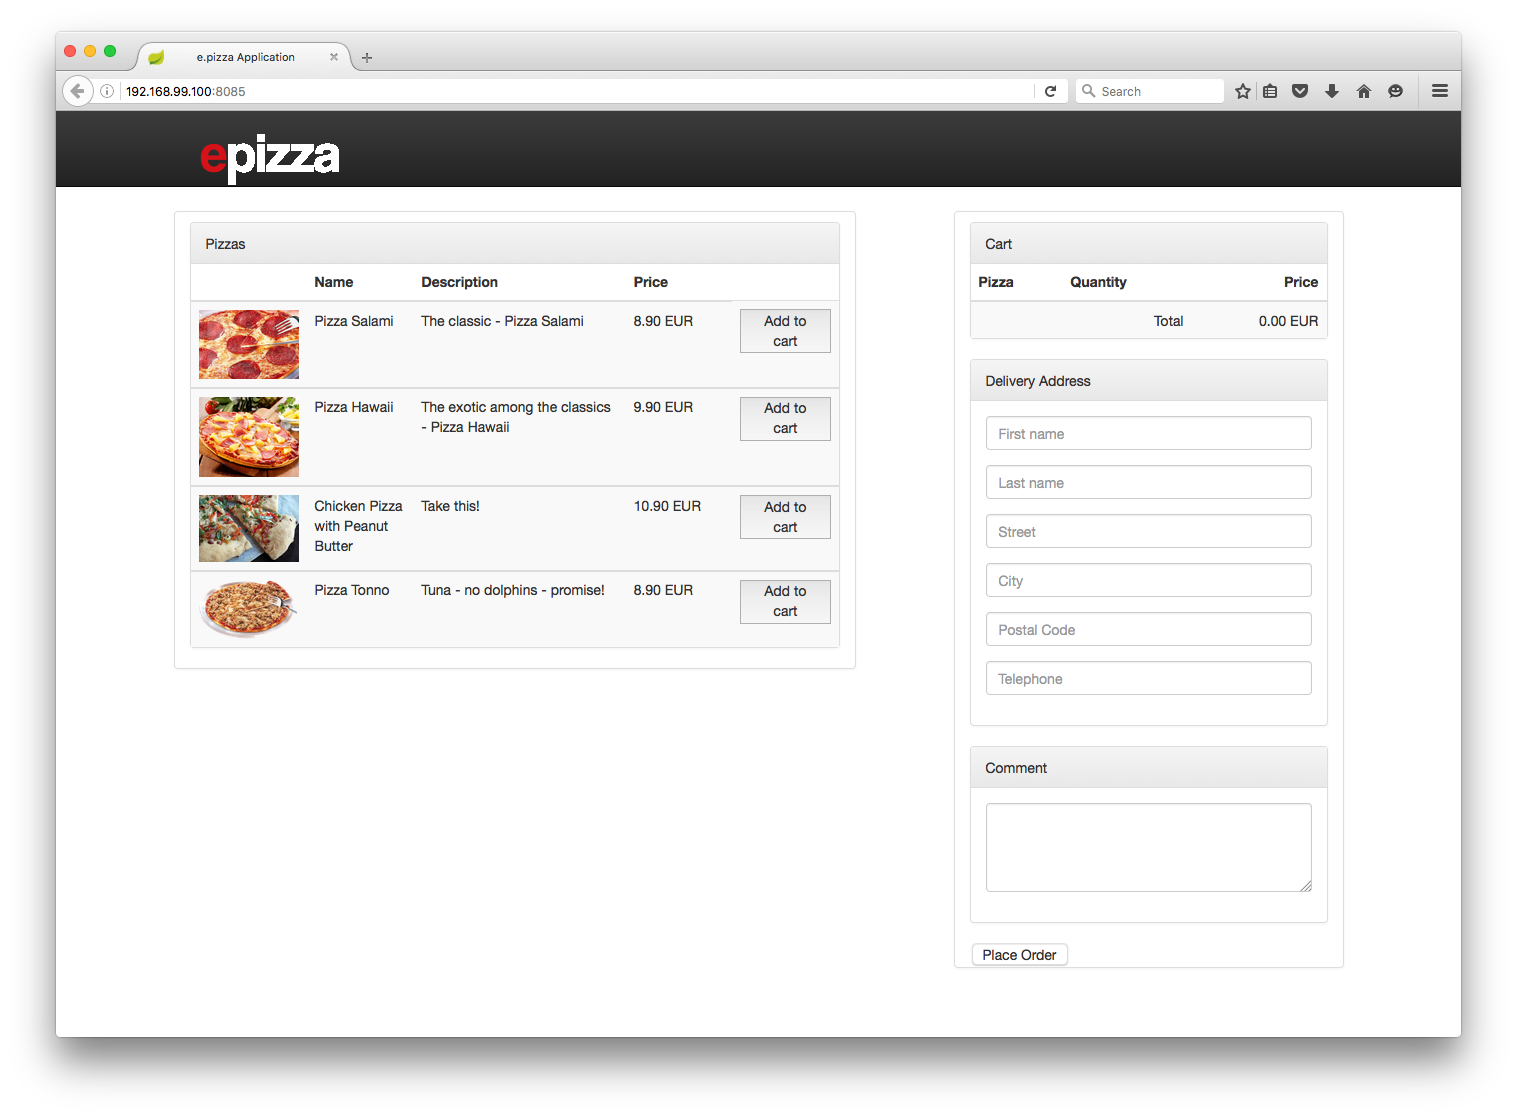 e.pizza Application
192.168.99.100:8085
Search
epizza
Pizzas
Name Description Price
Pizza Salami The classic - Pizza Salami 8.90 EUR Add to
cart
Pizza Hawaii The exotic among the classics 9.90 EUR Add to
- Pizza Hawaii cart
Chicken Pizza Take this! 10.90 EUR Add to
with Peanut cart
Butter
Pizza Tonno Tuna - no dolphins - promise! 8.90 EUR Add to
cart
Cart
Pizza Quantity Price
Total 0.00 EUR
Delivery Address
First name
Last name
Street
City
Postal Code
Telephone
Comment
Place Order